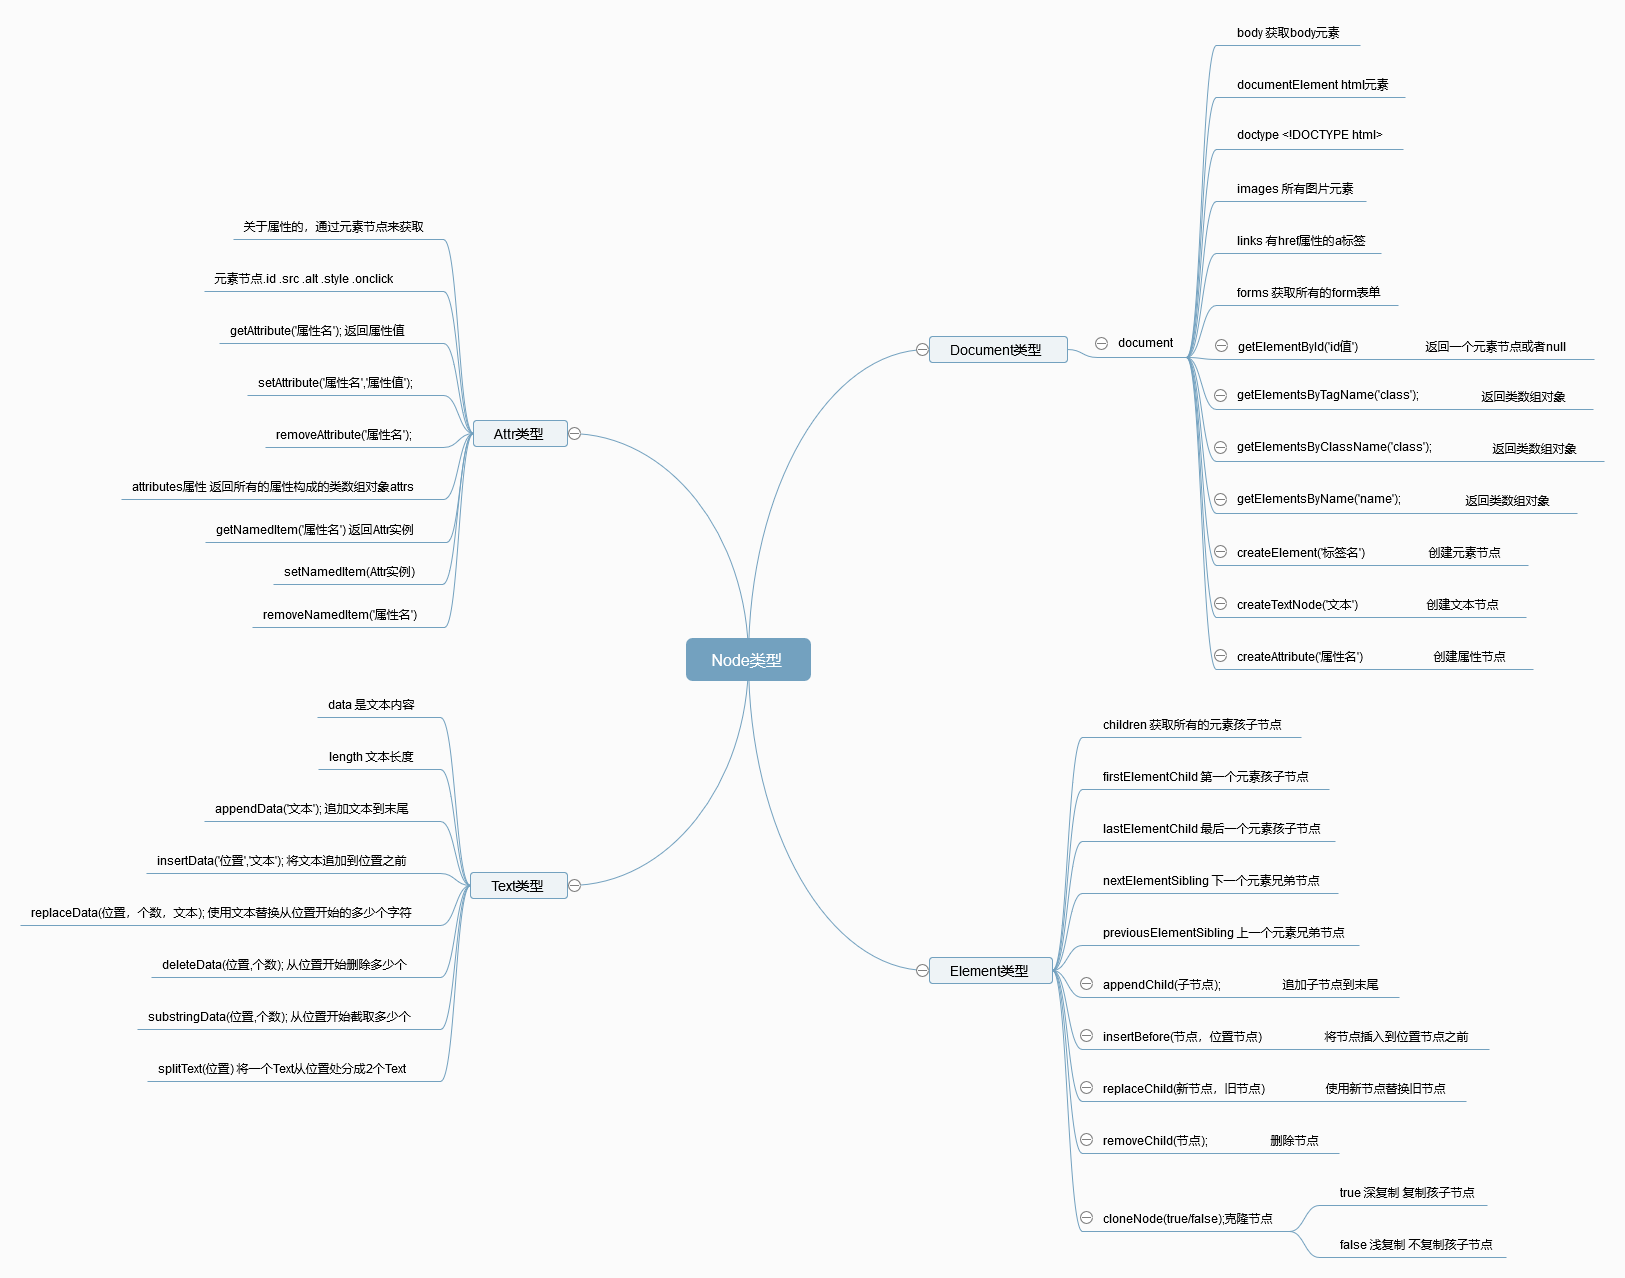 Node类型
Document类型
document
body 获取body元素
documentElement html元素
doctype <!DOCTYPE html>
images 所有图片元素
links 有href属性的a标签
forms 获取所有的form表单
getElementById('id值') 返回一个元素节点或者null
getElementsByTagName('class'); 返回类数组对象
getElementsByClassName('class'); 返回类数组对象
getElementsByName('name'); 返回类数组对象
createElement('标签名') 创建元素节点
createTextNode('文本') 创建文本节点
createAttribute('属性名') 创建属性节点
Element类型
children 获取所有的元素孩子节点
firstElementChild 第一个元素孩子节点
lastElementChild 最后一个元素孩子节点
nextElementSibling 下一个元素兄弟节点
previousElementSibling 上一个元素兄弟节点
appendChild(子节点); 追加子节点到末尾
insertBefore(节点，位置节点) 将节点插入到位置节点之前
replaceChild(新节点，旧节点) 使用新节点替换旧节点
removeChild(节点); 删除节点
cloneNode(true/false);克隆节点
true 深复制 复制孩子节点
false 浅复制 不复制孩子节点
Attr类型
关于属性的，通过元素节点来获取
元素节点.id .src .alt .style .onclick
getAttribute('属性名'); 返回属性值
setAttribute('属性名','属性值');
removeAttribute('属性名');
attributes属性 返回所有的属性构成的类数组对象attrs
getNamedItem('属性名') 返回Attr实例
setNamedItem(Attr实例)
removeNamedItem('属性名')
Text类型
data 是文本内容
length 文本长度
appendData('文本'); 追加文本到末尾
insertData('位置','文本'); 将文本追加到位置之前
replaceData(位置，个数，文本); 使用文本替换从位置开始的多少个字符
deleteData(位置,个数); 从位置开始删除多少个
substringData(位置,个数); 从位置开始截取多少个
splitText(位置) 将一个Text从位置处分成2个Text